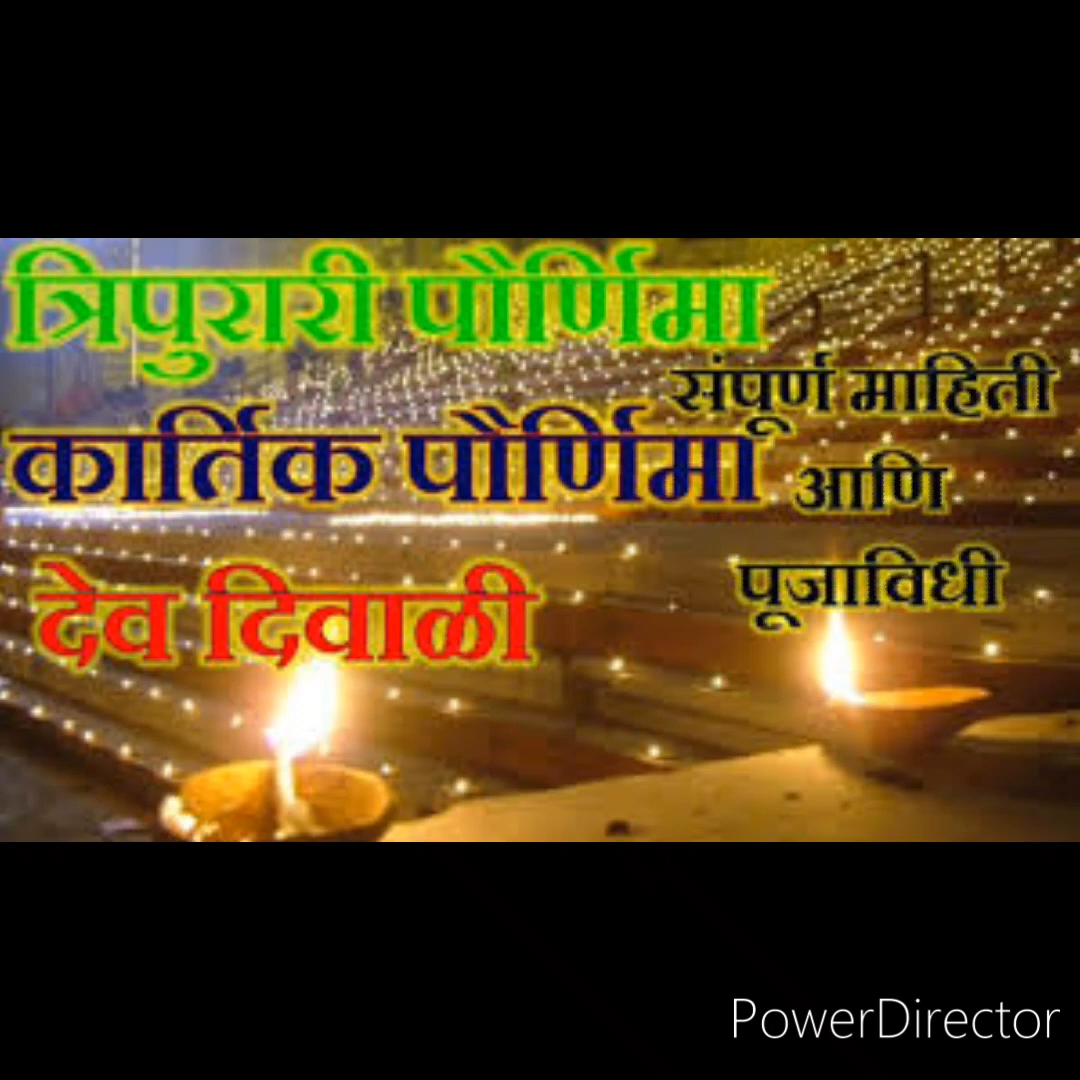 त्रिपुरारी पौर्णिमा
संपूर्ण माहिती
कार्तिक पौर्णिमा
आणि
देव दिवाळी
पूजाविधी
PowerDirector